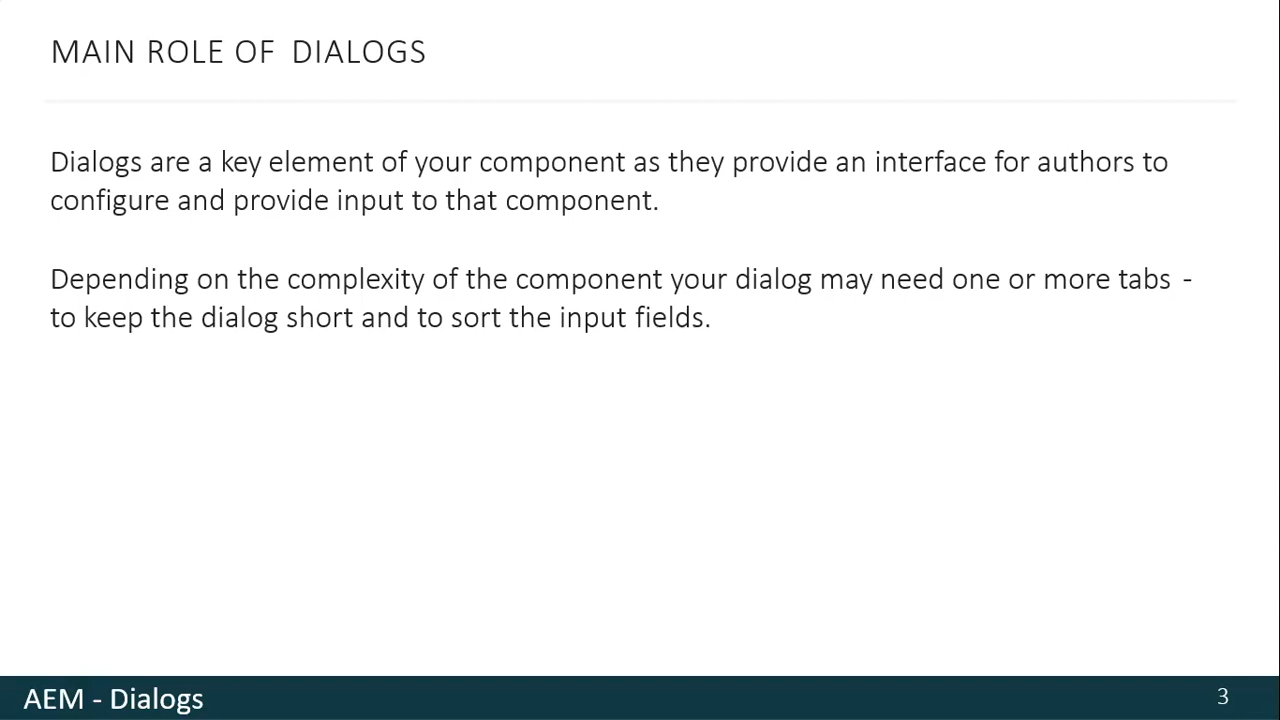 MAIN ROLE OF DIALOGS
Dialogs are a key element of your component as they provide an interface for authors to
configure and provide input to that component.
Depending on the complexity of the component your dialog may need one or more tabs -
to keep the dialog short and to sort the input fields.
AEM - Dialogs
3